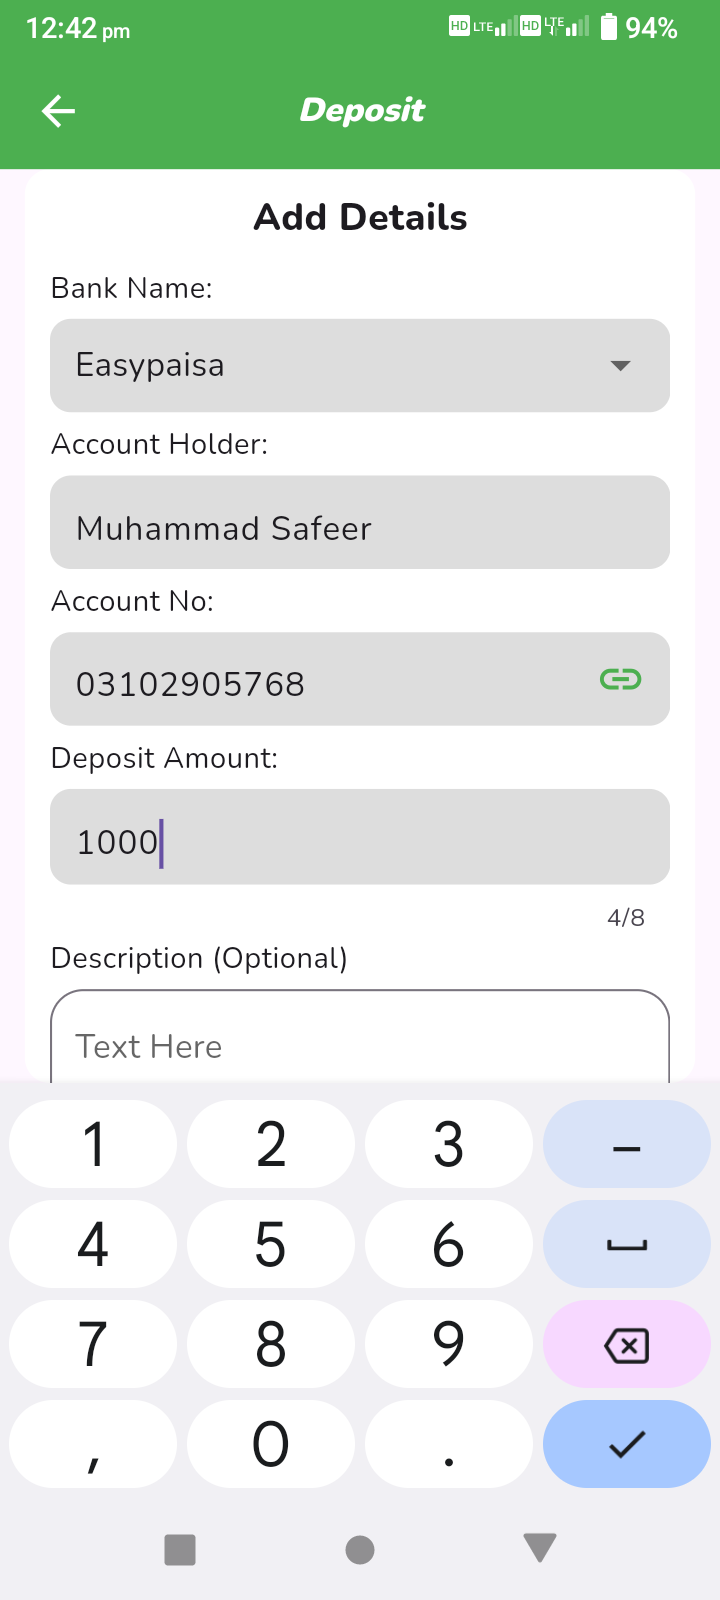 12:42 pm HD LTE HD LTE 94%
Deposit
Add Details
Bank Name:
Easypaisa
Account Holder:
Muhammad Safeer
Account No:
03102905768
Deposit Amount:
1000
4/8
Description (Optional)
Text Here
1 2 3 –
4 5 6
7 8 9
, 0 .